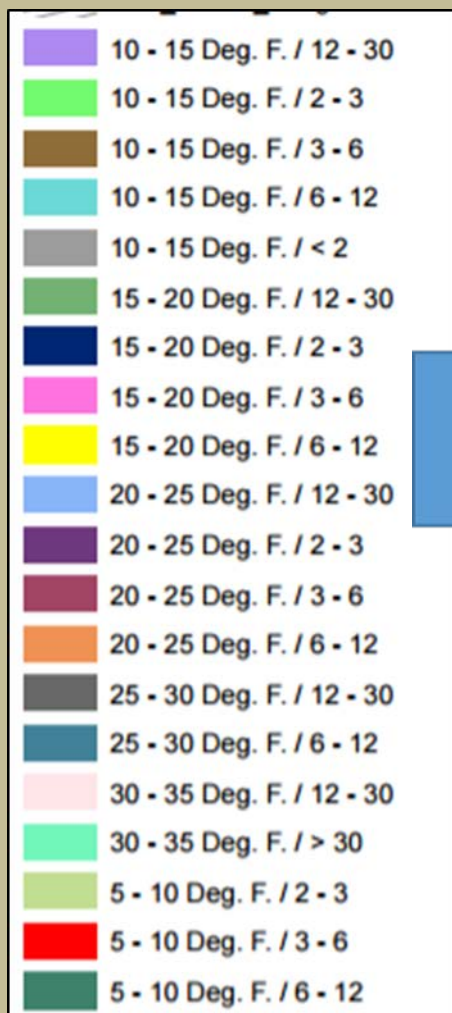 10 - 15 Deg. F. / 12 - 30
10 - 15 Deg. F. / 2 - 3
10 - 15 Deg. F. / 3 - 6
10 - 15 Deg. F. / 6 - 12
10 - 15 Deg. F. / < 2
15 - 20 Deg. F. / 12 - 30
15 - 20 Deg. F. / 2 - 3
15 - 20 Deg. F. / 3 - 6
15 - 20 Deg. F. / 6 - 12
20 - 25 Deg. F. / 12 - 30
20 - 25 Deg. F. / 2 - 3
20 - 25 Deg. F. / 3 - 6
20 - 25 Deg. F. / 6 - 12
25 - 30 Deg. F. / 12 - 30
25 - 30 Deg. F. / 6 - 12
30 - 35 Deg. F. / 12 - 30
30 - 35 Deg. F. / > 30
5 - 10 Deg. F. / 2 - 3
5 - 10 Deg. F. / 3 - 6
5 - 10 Deg. F. / 6 - 12